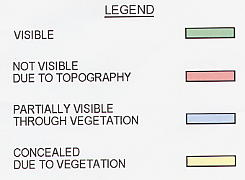 LEGEND
VISIBLE
NOT VISIBLE
DUE TO TOPOGRAPHY
PARTIALLY VISIBLE
THROUGH VEGETATION
CONCEALED
DUE TO VEGETATION